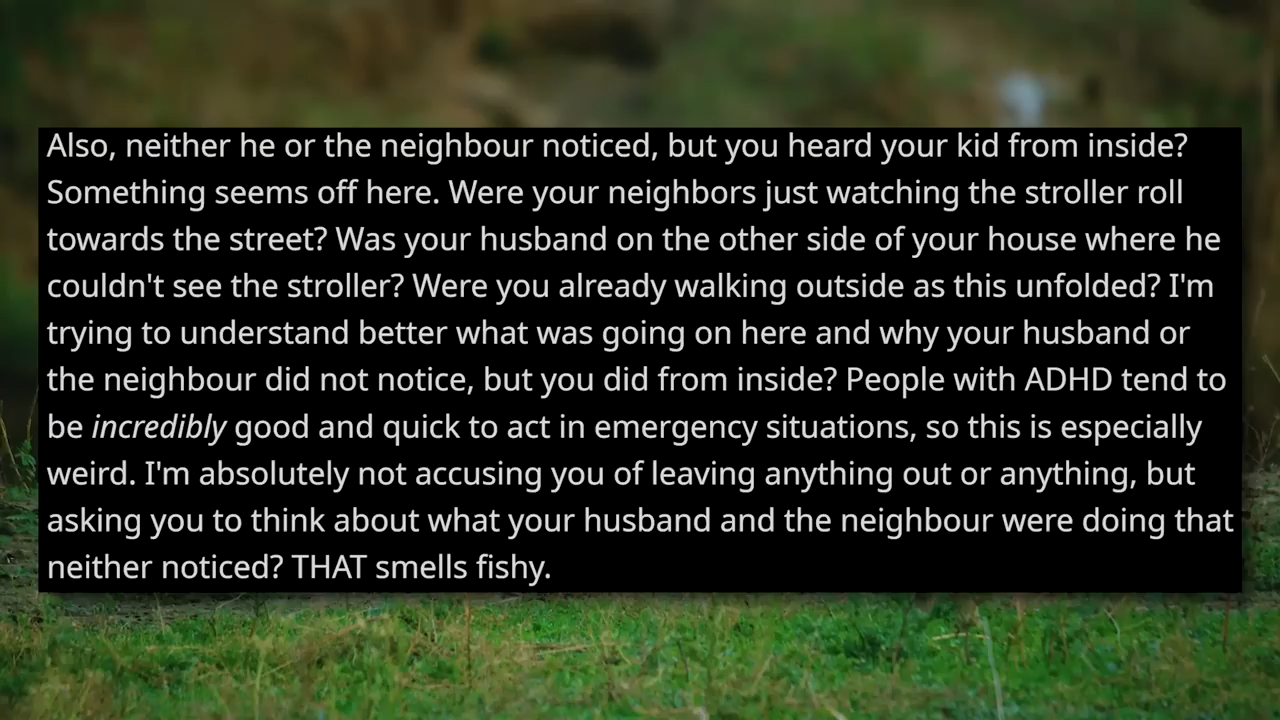 Also, neither he or the neighbour noticed, but you heard your kid from inside?
Something seems off here. Were your neighbors just watching the stroller roll
towards the street? Was your husband on the other side of your house where he
couldn't see the stroller? Were you already walking outside as this unfolded? I'm
trying to understand better what was going on here and why your husband or
the neighbour did not notice, but you did from inside? People with ADHD tend to
be incredibly good and quick to act in emergency situations, so this is especially
weird. I'm absolutely not accusing you of leaving anything out or anything, but
asking you to think about what your husband and the neighbour were doing that
neither noticed? THAT smells fishy.